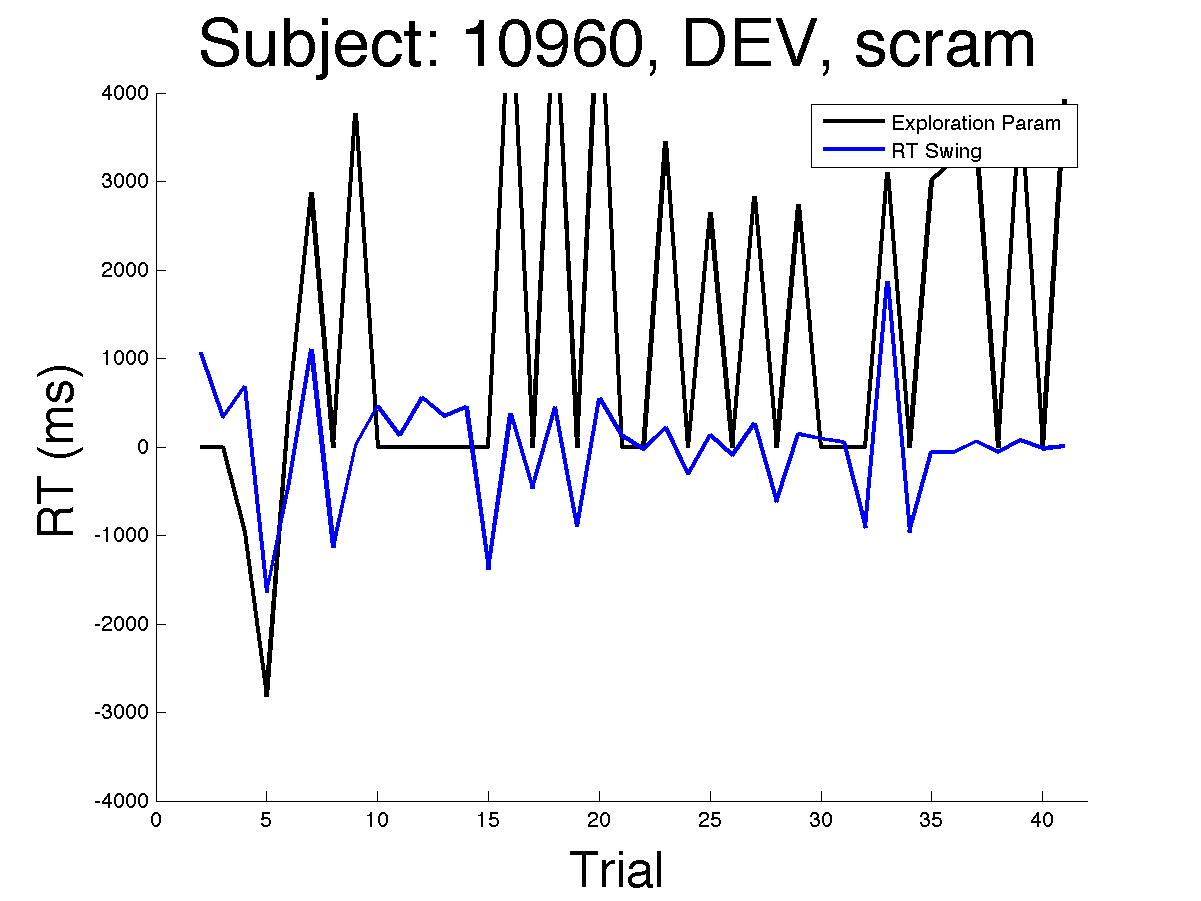 Subject: 10960, DEV, scram
4000
3000
2000
1000
0
-1000
-2000
-3000
-4000
RT (ms)
Exploration Param
RT Swing
0 5 10 15 20 25 30 35 40
Trial